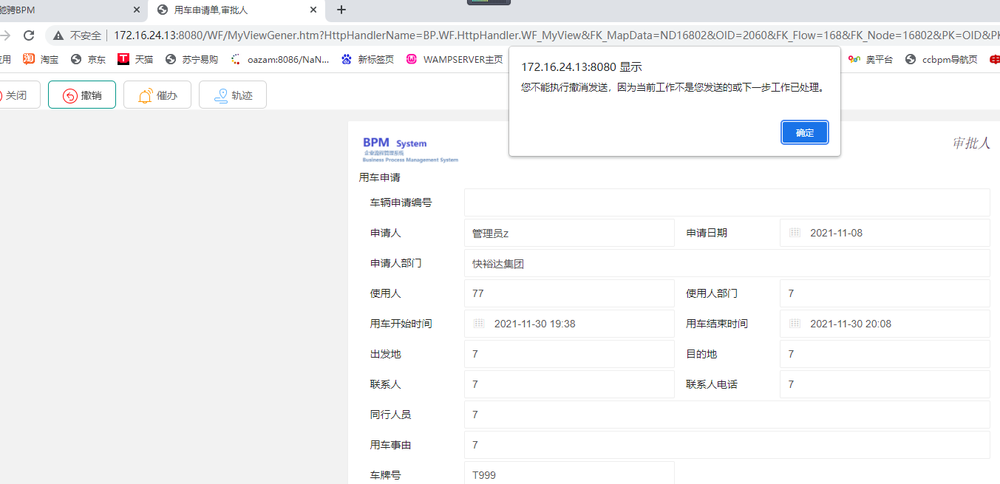 驰骋BPM
用车申请单,审批人
不安全 172.16.24.13:8080/WF/MyViewGener.htm?HttpHandlerName=BP.WF.HttpHandler.WF_MyView&FK_MapData=ND16802&OID=2060&FK_Flow=168&FK_Node=16802&PK=OID&PK
应用 淘宝 京东 天猫 苏宁易购 oazam:8086/NaN... 新标签页 WAMPSERVER主页 奥平台 ccbpm导航页
172.16.24.13:8080 显示
您不能执行撤消发送，因为当前工作不是您发送的或下一步工作已处理。
确定
关闭 撤销 催办 轨迹
BPM System
企业流程管理系统
Business Process Management System
审批人
用车申请
车辆申请编号
申请人 管理员z 申请日期 2021-11-08
申请人部门 快裕达集团
使用人 77 使用人部门 7
用车开始时间 2021-11-30 19:38 用车结束时间 2021-11-30 20:08
出发地 7 目的地 7
联系人 7 联系人电话 7
同行人员 7
用车事由 7
车牌号 T999